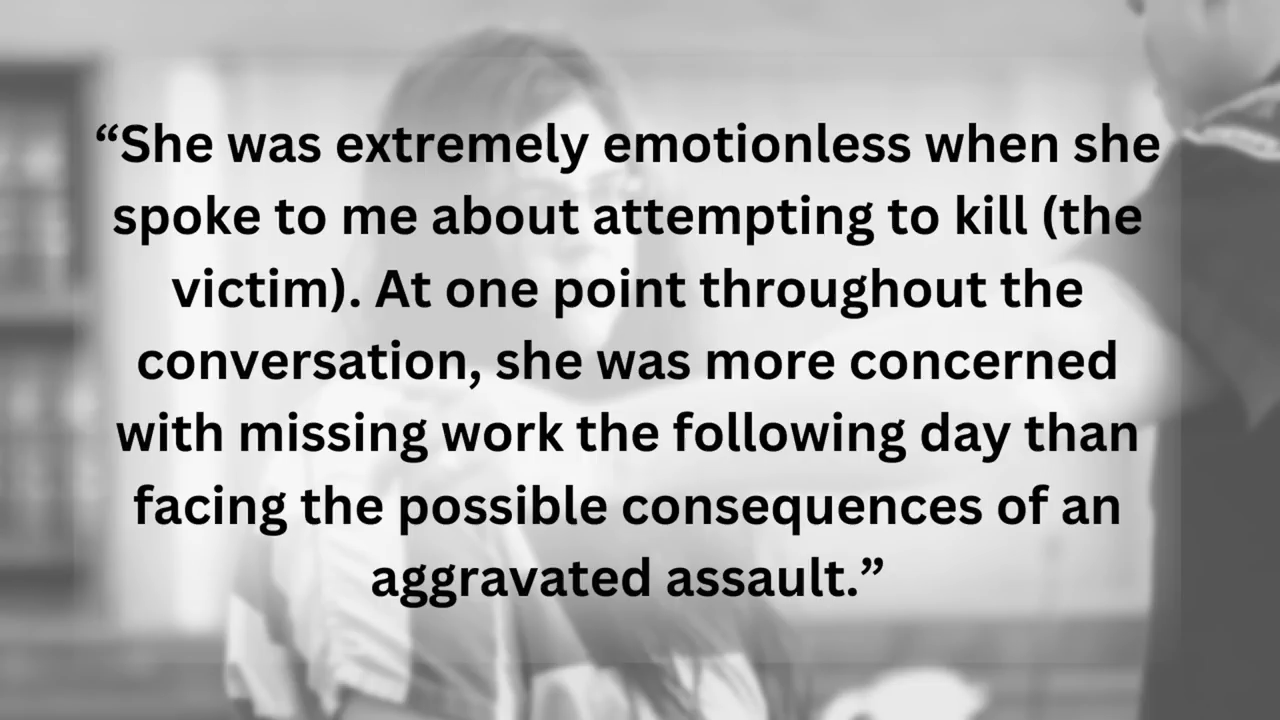 “She was extremely emotionless when she
spoke to me about attempting to kill (the
victim). At one point throughout the
conversation, she was more concerned
with missing work the following day than
facing the possible consequences of an
aggravated assault.”